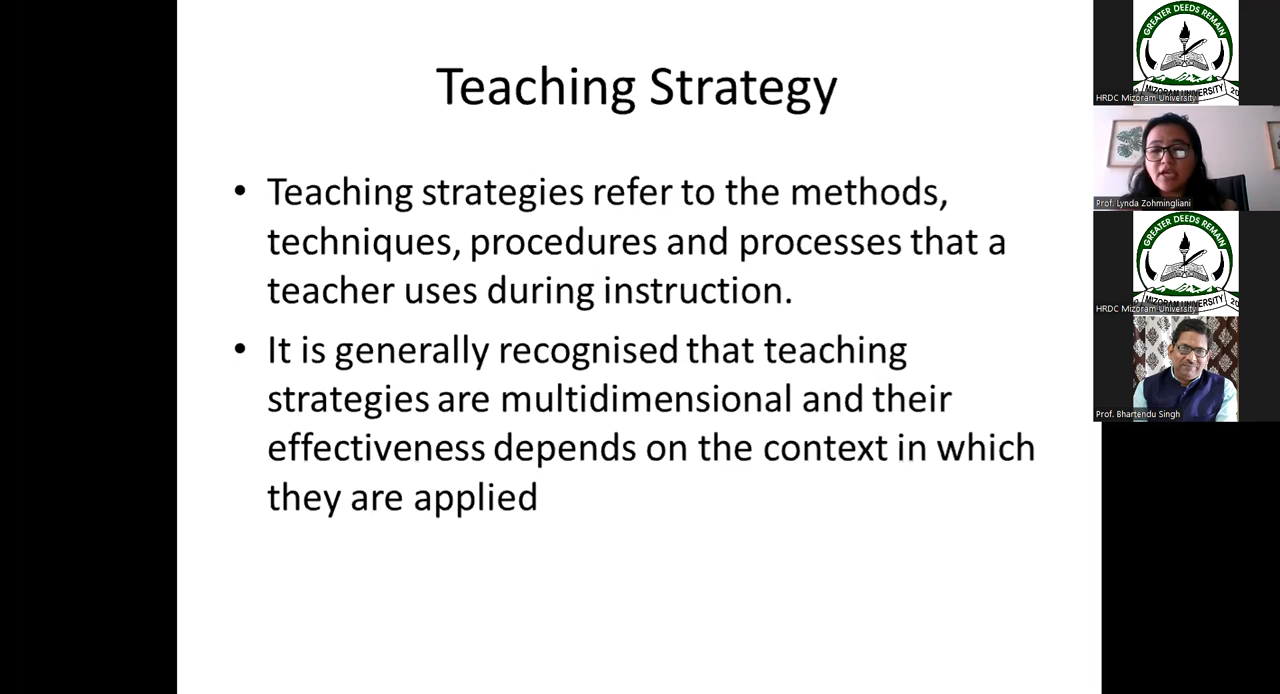 Teaching Strategy
• Teaching strategies refer to the methods,
techniques, procedures and processes that a
teacher uses during instruction.
• It is generally recognised that teaching
strategies are multidimensional and their
effectiveness depends on the context in which
they are applied
GREATER DEEDS REMAIN
MIZORAM UNIVERSITY
HRDC Mizoram University
Prof. Lynda Zohmingliani
GREATER DEEDS REMAIN
MIZORAM UNIVERSITY
HRDC Mizoram University
Prof. Bhartendu Singh